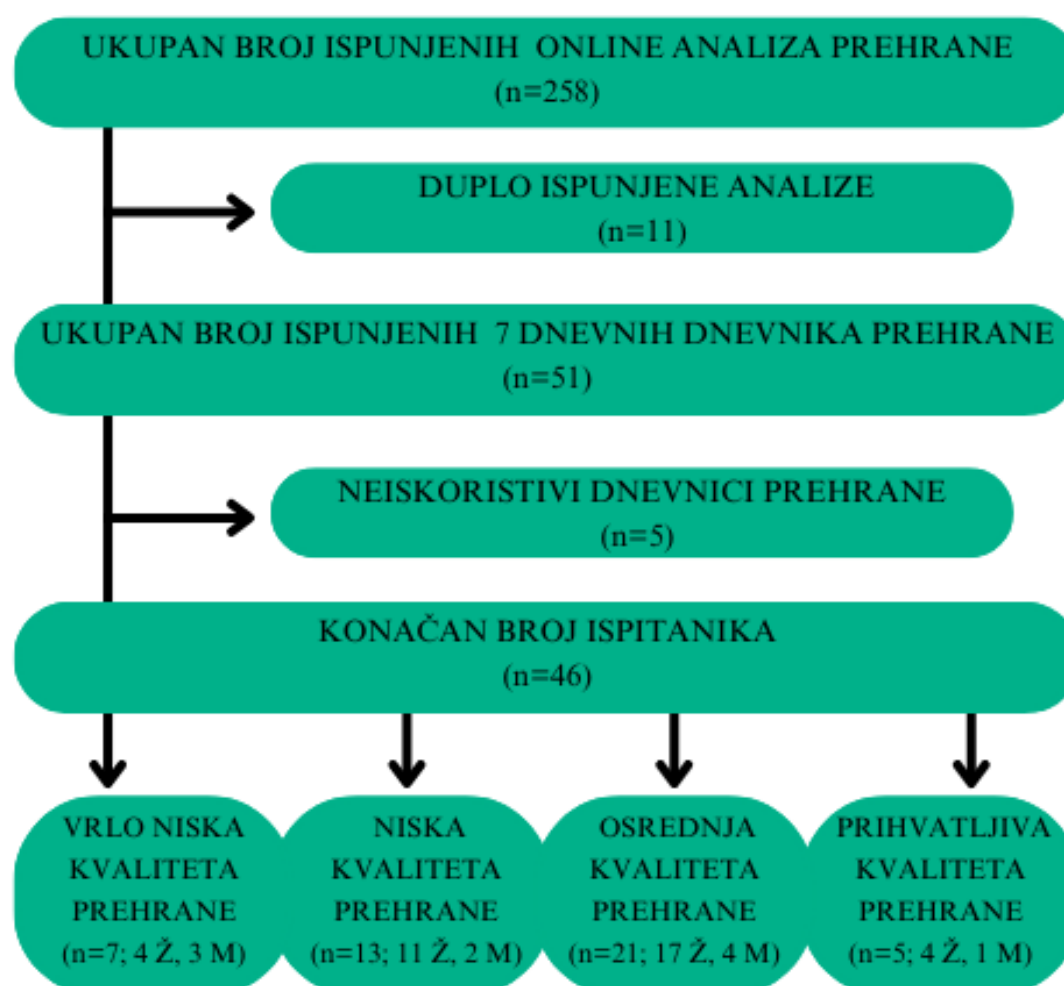 UKUPAN BROJ ISPUNJENIH ONLINE ANALIZA PREHRANE
(n=258)
DUPLO ISPUNJENE ANALIZE
(n=11)
UKUPAN BROJ ISPUNJENIH 7 DNEVNIH DNEVNIKA PREHRANE
(n=51)
NEISKORISTIVI DNEVNICI PREHRANE
(n=5)
KONAČAN BROJ ISPITANIKA
(n=46)
VRLO NISKA
KVALITETA
PREHRANE
(n=7; 4 Ž, 3 M)
NISKA
KVALITETA
PREHRANE
(n=13; 11 Ž, 2 M)
OSREDNJA
KVALITETA
PREHRANE
(n=21; 17 Ž, 4 M)
PRIHVATLJIVA
KVALITETA
PREHRANE
(n=5; 4 Ž, 1 M)